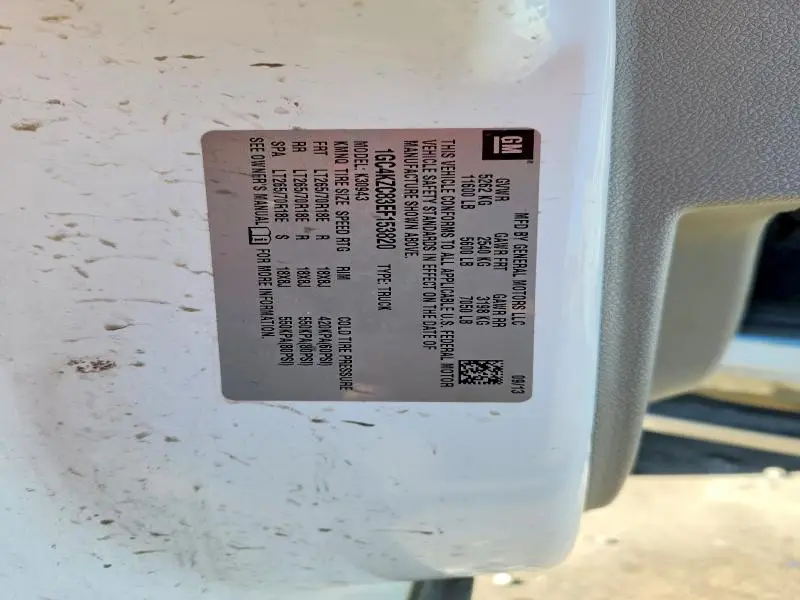 GM
MFD BY GENERAL MOTORS LLC 09/13
GVWR GAWR FRT GAWR RR
5262 KG 2540 KG 3198 KG
11600 LB 5600 LB 7050 LB
THIS VEHICLE CONFORMS TO ALL APPLICABLE U.S. FEDERAL MOTOR
VEHICLE SAFETY STANDARDS IN EFFECT ON THE DATE OF
MANUFACTURE SHOWN ABOVE.
1GC4KZC83EF153820 TYPE: TRUCK
MODEL: K30943
KMNQ TIRE SIZE SPEED RTG RIM COLD TIRE PRESSURE
FRT LT265/70R18E R 18X8J 420KPA(60PSI)
RR LT265/70R18E R 18X8J 550KPA(80PSI)
SPA LT265/70R18E S 18X8J 550KPA(80PSI)
SEE OWNER'S MANUAL FOR MORE INFORMATION.